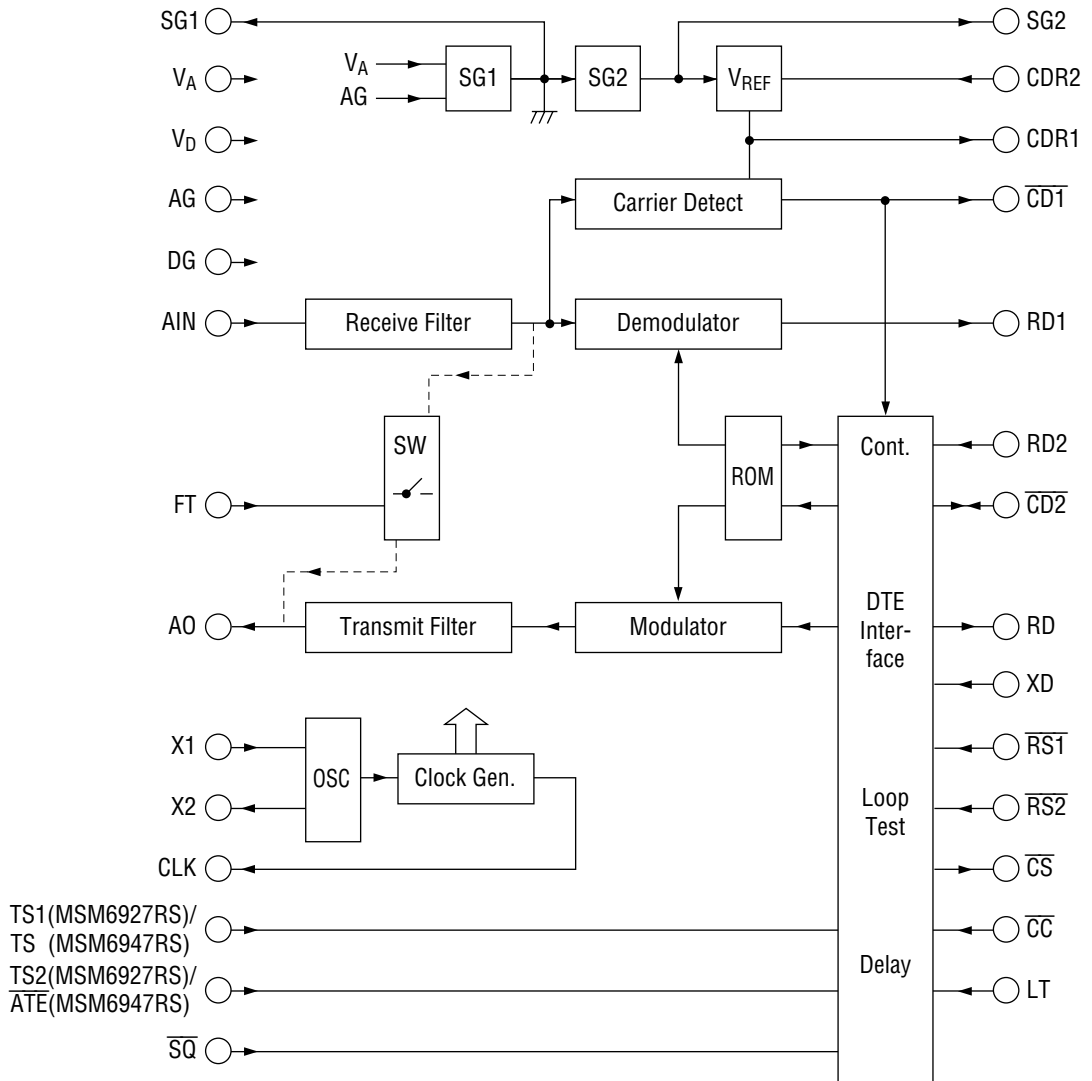 SG1
SG2
VA
VA
AG
SG1
SG2
VREF
CDR2
VD
CDR1
AG
Carrier Detect
CD1
DG
AIN
Receive Filter
Demodulator
RD1
SW
ROM
Cont.
RD2
FT
CD2
AO
Transmit Filter
Modulator
DTE
Inter-
face
RD
XD
X1
OSC
Clock Gen.
RS1
X2
Loop
Test
RS2
CLK
CS
TS1(MSM6927RS)/
TS (MSM6947RS)
CC
TS2(MSM6927RS)/
ATE(MSM6947RS)
Delay
LT
SQ